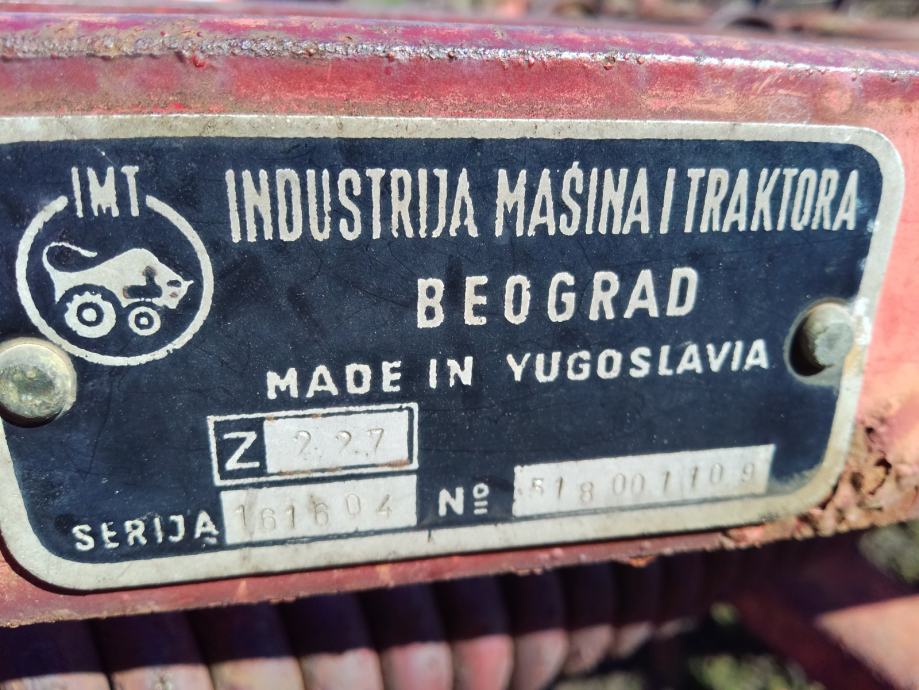 IMT
INDUSTRIJA MAŠINA I TRAKTORA
BEOGRAD
MADE IN YUGOSLAVIA
Z 227
SERIJA 161604 Nº 518001109